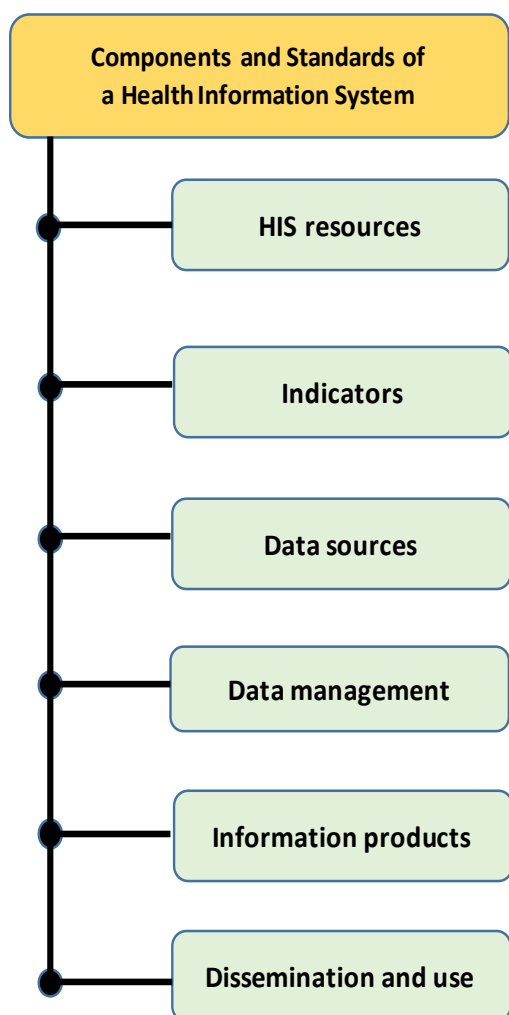 Components and Standards of
a Health Information System
HIS resources
Indicators
Data sources
Data management
Information products
Dissemination and use